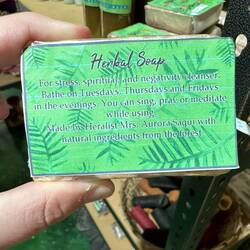 Herbal Soap
For stress, spiritual, and negativity cleanser.
Bathe on Tuesdays, Thursdays and Fridays
in the evenings. You can sing, pray or meditate
while using.
Made by Heralist Mrs. Aurora Saqui with
natural ingredients from the forest